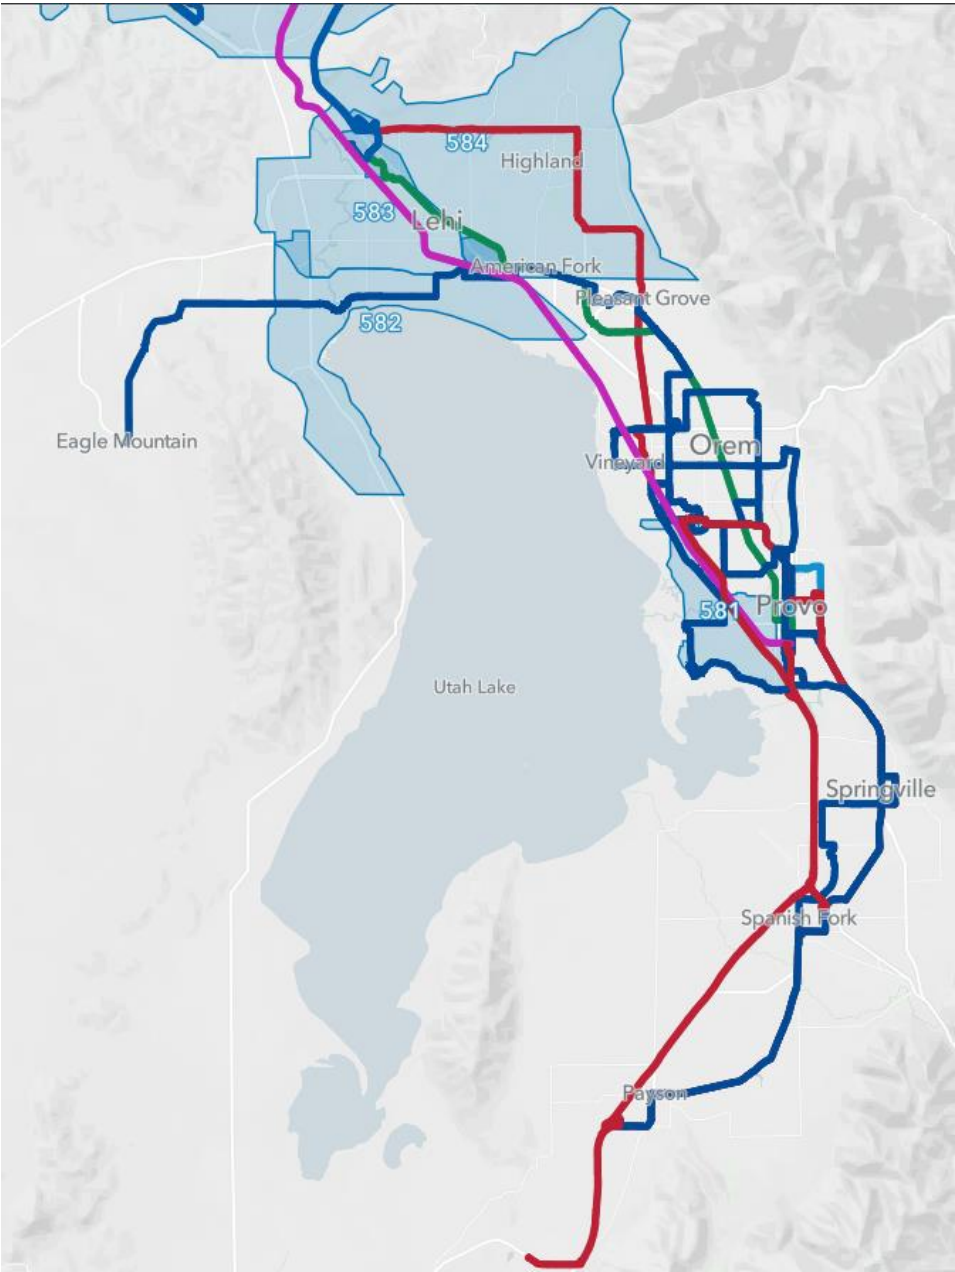 584
Highland
583
Lehi
American Fork
Pleasant Grove
582
Eagle Mountain
Orem
Vineyard
581
Provo
Utah Lake
Springville
Spanish Fork
Payson